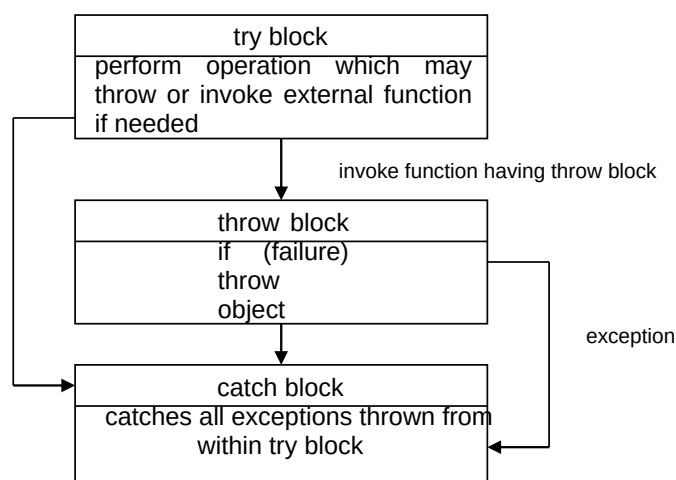 try block
perform operation which may
throw or invoke external function
if needed
invoke function having throw block
throw block
if (failure)
throw
object
exception
catch block
catches all exceptions thrown from
within try block